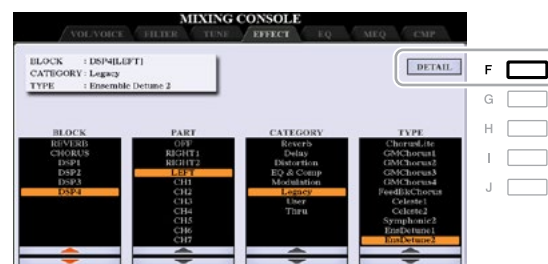 MIXING CONSOLE
VOL/VOICE FILTER TUNE EFFECT EQ MEQ CMP
BLOCK : DSP4[LEFT]
CATEGORY : Legacy
TYPE : Ensemble Detune 2
DETAIL
F
G
H
I
J
BLOCK PART CATEGORY TYPE
REVERB OFF Reverb ChorusLite
CHORUS RIGHT1 Delay GMChorus1
DSP1 RIGHT2 Distortion GMChorus2
DSP2 LEFT EQ & Comp GMChorus3
DSP3 CH1 Modulation GMChorus4
DSP4 CH2 Legacy FeedBkChorus
CH3 User Celeste1
CH4 Thru Celeste2
CH5 Symphonic2
CH6 EnsDetune1
CH7 EnsDetune2